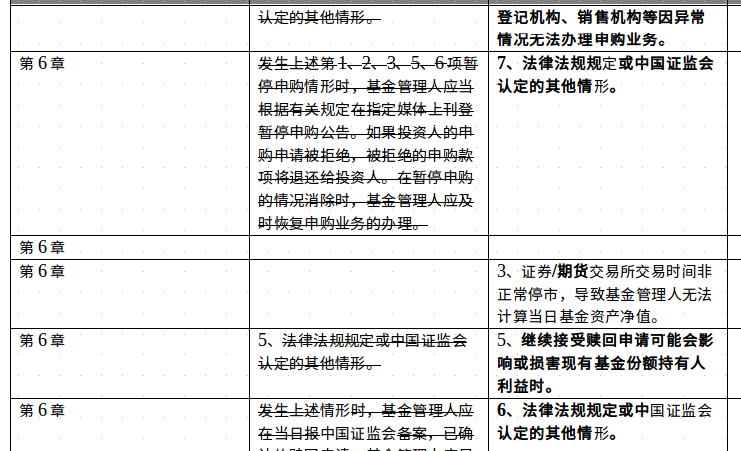 认定的其他情形。
登记机构、销售机构等因异常
情况无法办理申购业务。
第 6 章
发生上述第 1、2、3、5、6 项暂
停申购情形时，基金管理人应当
根据有关规定在指定媒体上刊登
暂停申购公告。如果投资人的申
购申请被拒绝，被拒绝的申购款
项将退还给投资人。在暂停申购
的情况消除时，基金管理人应及
时恢复申购业务的办理。
7、法律法规规定或中国证监会
认定的其他情形。
第 6 章
第 6 章
3、证券/期货交易所交易时间非
正常停市，导致基金管理人无法
计算当日基金资产净值。
第 6 章
5、法律法规规定或中国证监会
认定的其他情形。
5、继续接受赎回申请可能会影
响或损害现有基金份额持有人
利益时。
第 6 章
发生上述情形时，基金管理人应
在当日报中国证监会备案，已确
6、法律法规规定或中国证监会
认定的其他情形。